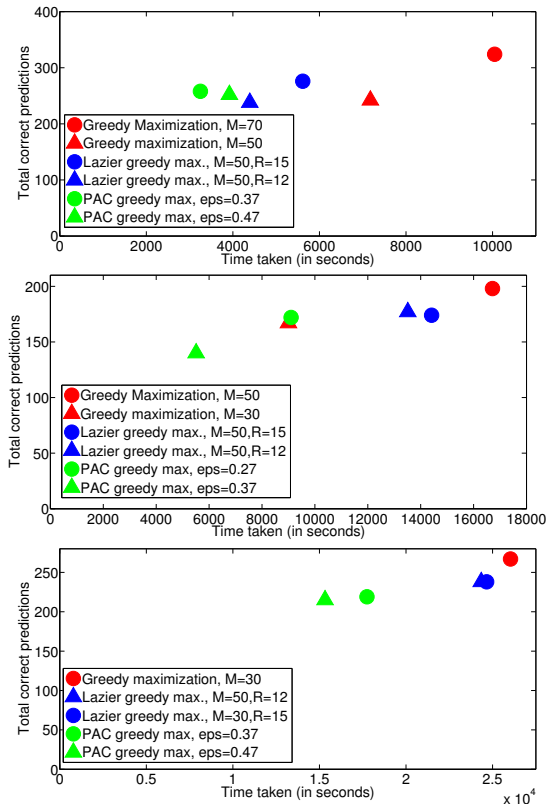 400
300
200
100
0
Total correct predictions
Greedy Maximization, M=70
Greedy Maximization, M=50
Lazier greedy max., M=50,R=15
Lazier greedy max., M=50,R=12
PAC greedy max, eps=0.37
PAC greedy max, eps=0.47
0 2000 4000 6000 8000 10000
Time taken (in seconds)
200
150
100
50
0
Total correct predictions
Greedy Maximization, M=50
Greedy maximization, M=30
Lazier greedy max., M=50,R=15
Lazier greedy max., M=50,R=12
PAC greedy max, eps=0.27
PAC greedy max, eps=0.37
0 2000 4000 6000 8000 10000 12000 14000 16000 18000
Time taken (in seconds)
250
200
150
100
50
0
Total correct predictions
Greedy maximization, M=30
Lazier greedy max., M=50,R=12
Lazier greedy max., M=30,R=15
PAC greedy max, eps=0.37
PAC greedy max, eps=0.47
0 0.5 1 1.5 2 2.5
Time taken (in seconds)
x 10^4